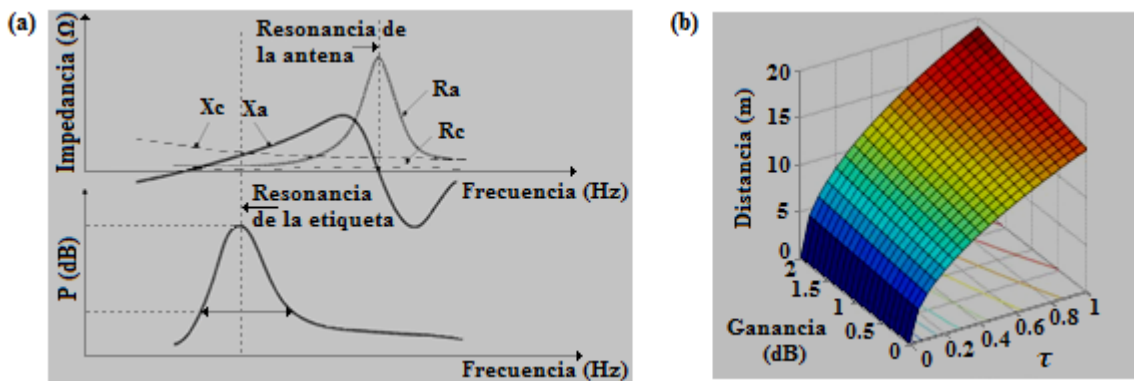 (a)
Impedancia (Ω)
Resonancia de
la antena
Xc
Xa
Ra
Rc
Frecuencia (Hz)
Resonancia
de la etiqueta
P (dB)
Frecuencia (Hz)
(b)
Distancia (m)
20
15
10
5
0
2
1.5
1
0.5
0
Ganancia
(dB)
0
0.2
0.4
0.6
0.8
1
τ